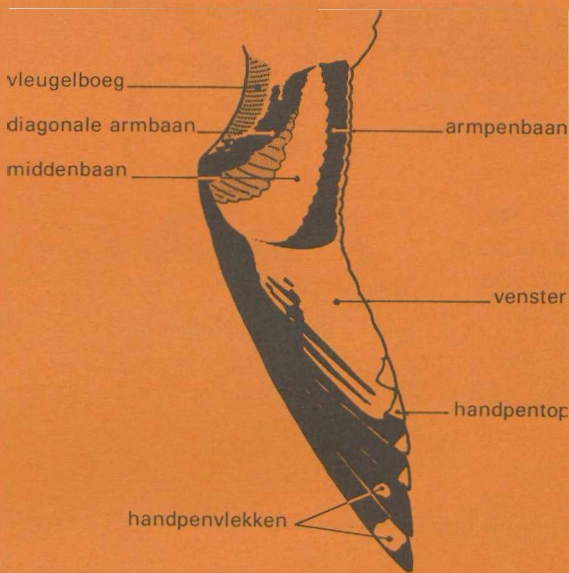 vleugelboeg
diagonale armbaan
armpenbaan
middenbaan
venster
handpentop
handpenvlekken